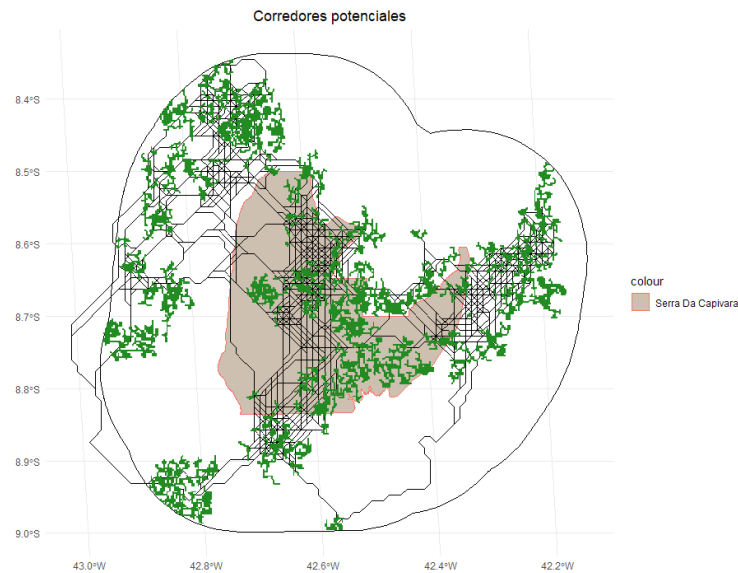 Corredores potenciales
8.4°S
8.5°S
8.6°S
8.7°S
8.8°S
8.9°S
9.0°S
43.0°W 42.8°W 42.6°W 42.4°W 42.2°W
colour
Serra Da Capivara